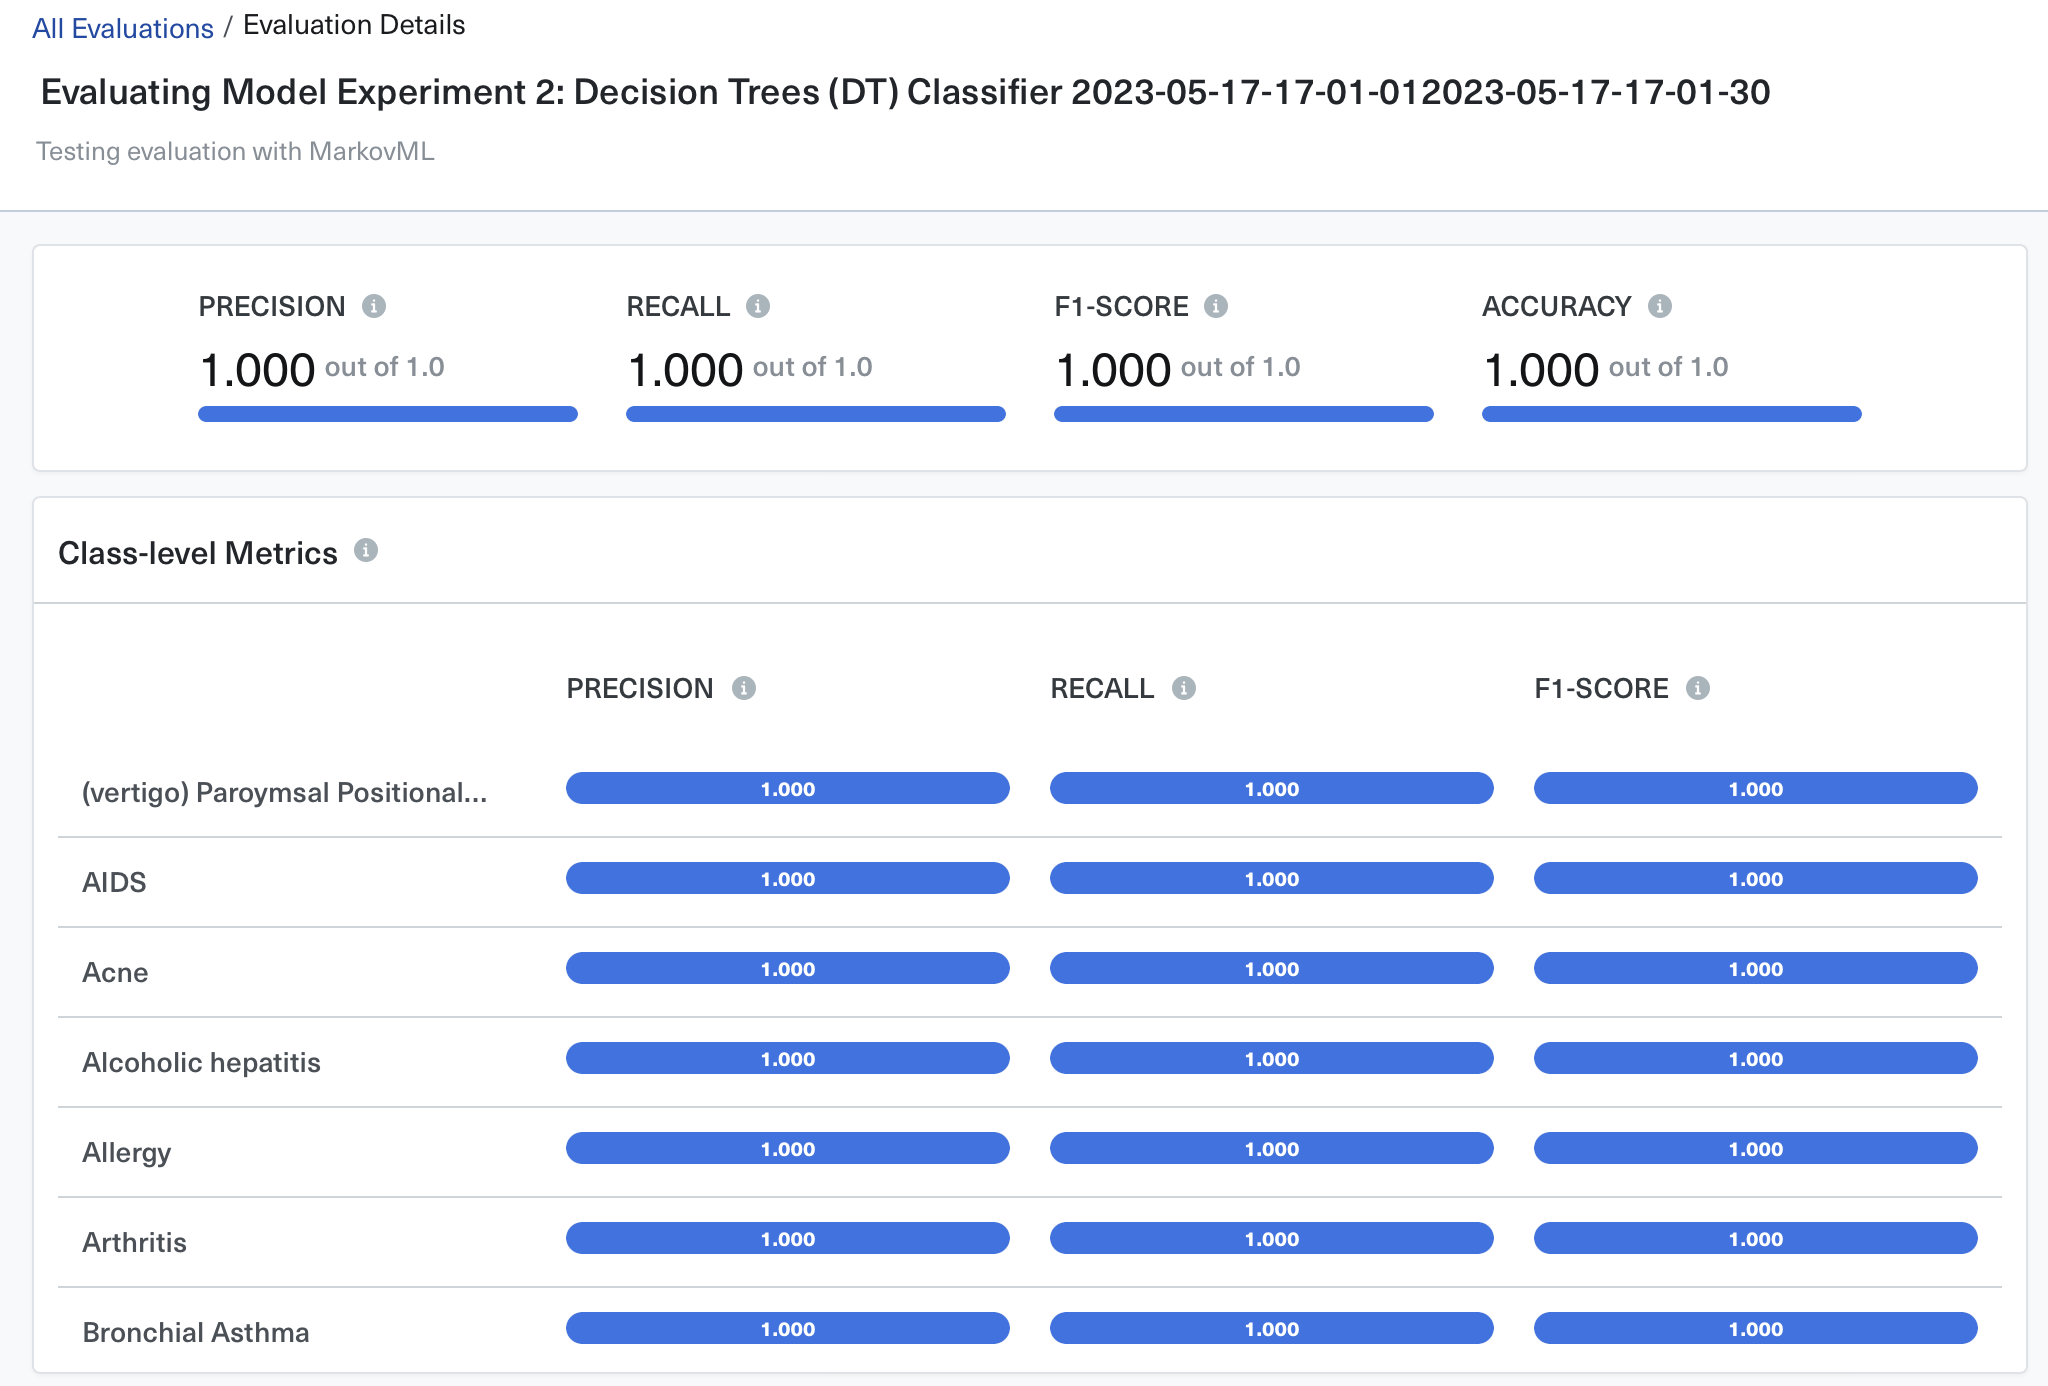 All Evaluations / Evaluation Details
Evaluating Model Experiment 2: Decision Trees (DT) Classifier 2023-05-17-17-01-012023-05-17-17-01-30
Testing evaluation with MarkovML
PRECISION RECALL F1-SCORE ACCURACY
1.000 out of 1.0 1.000 out of 1.0 1.000 out of 1.0 1.000 out of 1.0
Class-level Metrics
PRECISION RECALL F1-SCORE
(vertigo) Paroymsal Positional... 1.000 1.000 1.000
AIDS 1.000 1.000 1.000
Acne 1.000 1.000 1.000
Alcoholic hepatitis 1.000 1.000 1.000
Allergy 1.000 1.000 1.000
Arthritis 1.000 1.000 1.000
Bronchial Asthma 1.000 1.000 1.000